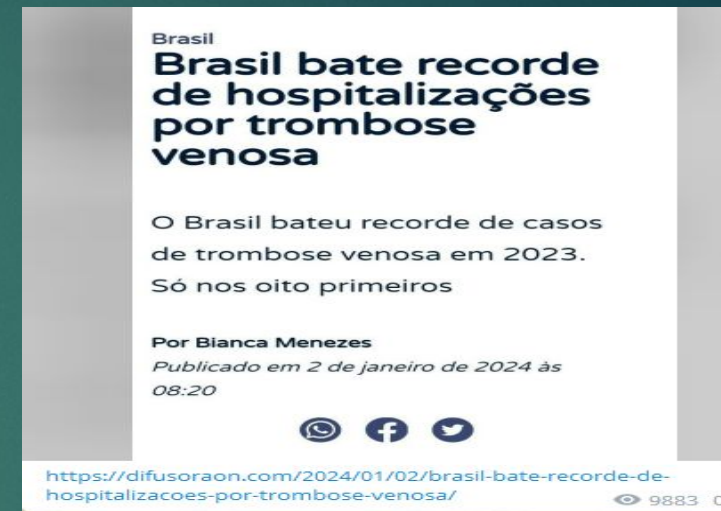 Brasil
Brasil bate recorde
de hospitalizações
por trombose
venosa
O Brasil bateu recorde de casos
de trombose venosa em 2023.
Só nos oito primeiros
Por Bianca Menezes
Publicado em 2 de janeiro de 2024 às
08:20
https://difusoraon.com/2024/01/02/brasil-bate-recorde-de-
hospitalizacoes-por-trombose-venosa/
9883